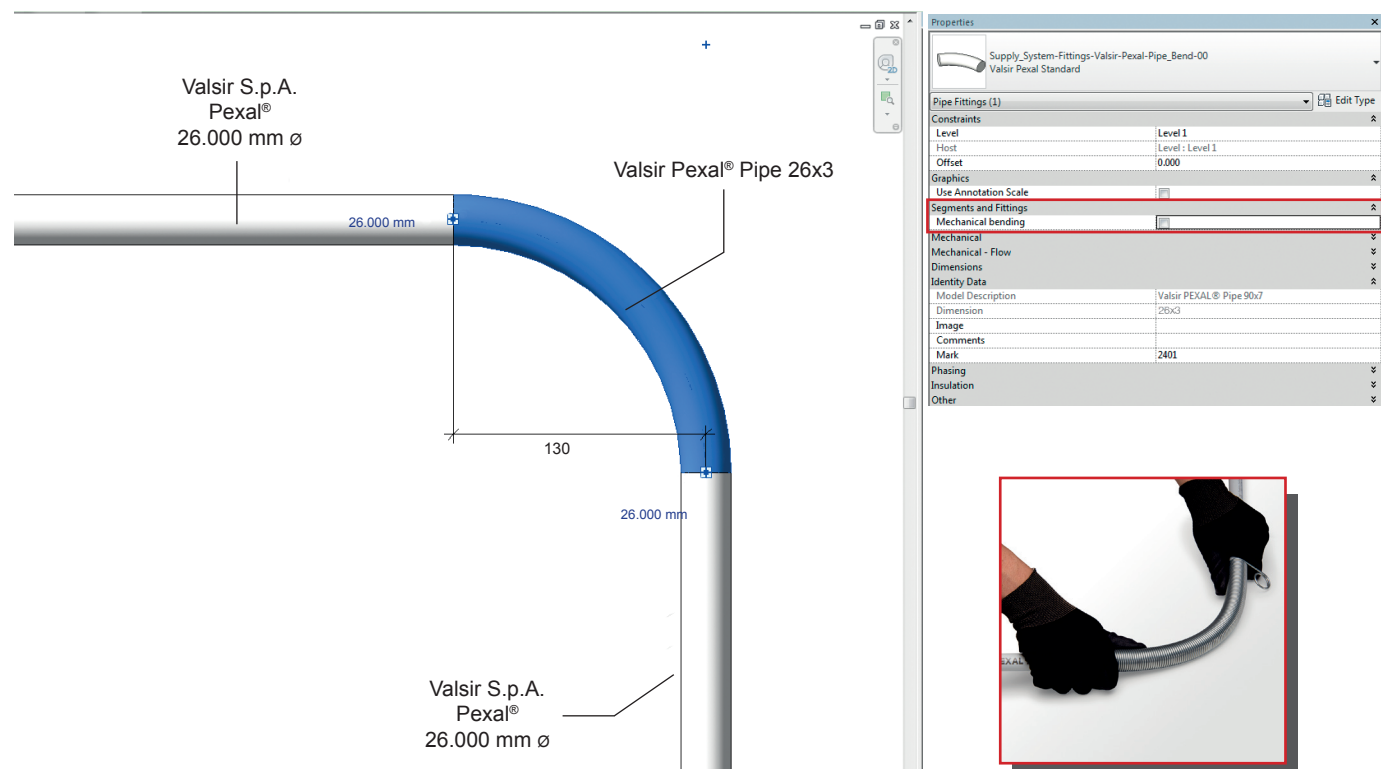 Valsir S.p.A.
Pexal®
26.000 mm ø
Valsir Pexal® Pipe 26x3
26.000 mm
130
26.000 mm
Valsir S.p.A.
Pexal®
26.000 mm ø
2D
Properties
Supply_System-Fittings-Valsir-Pexal-Pipe_Bend-00
Valsir Pexal Standard
Pipe Fittings (1)
Edit Type
Constraints
Level Level 1
Host Level : Level 1
Offset 0.000
Graphics
Use Annotation Scale
Segments and Fittings
Mechanical bending
Mechanical
Mechanical - Flow
Dimensions
Identity Data
Model Description Valsir PEXAL® Pipe 90x7
Dimension 26x3
Image
Comments
Mark 2401
Phasing
Insulation
Other
EXAL